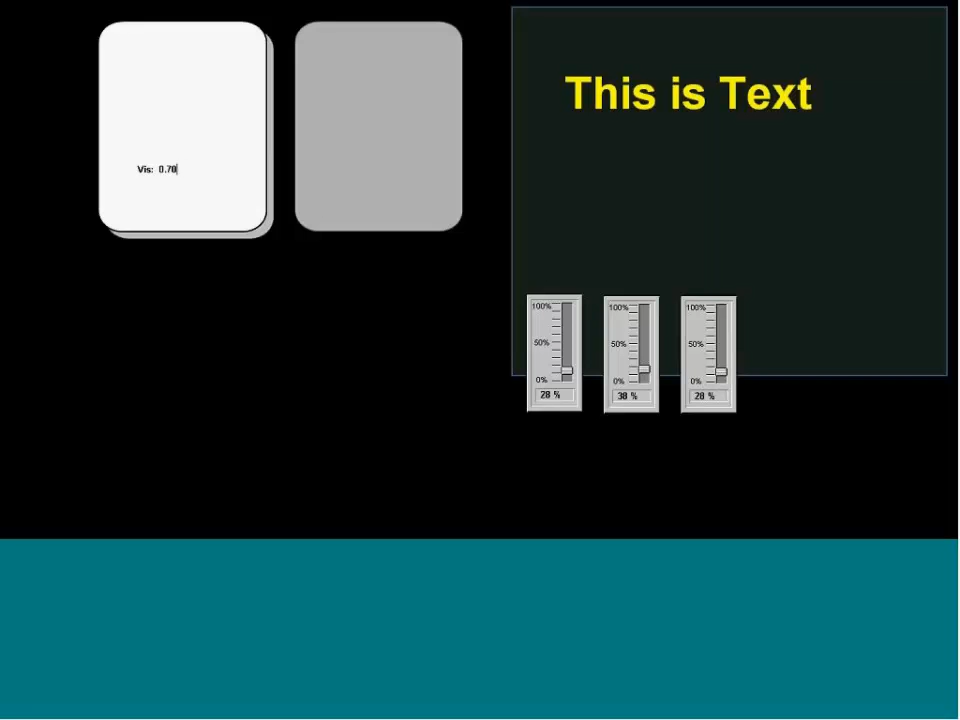 This is Text
Vis: 0.70
100% 100% 100%
50% 50% 50%
0% 0% 0%
28 % 38 % 28 %